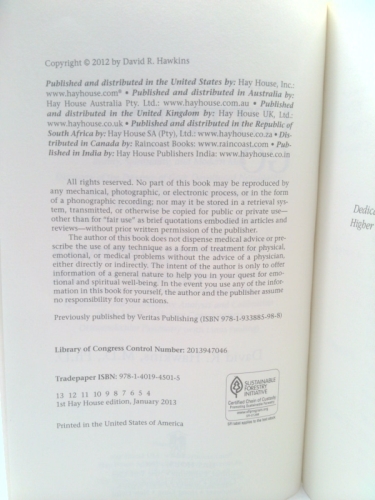 Copyright © 2012 by David R. Hawkins
Published and distributed in the United States by: Hay House, Inc.:
www.hayhouse.com® • Published and distributed in Australia by:
Hay House Australia Pty. Ltd.: www.hayhouse.com.au • Published
and distributed in the United Kingdom by: Hay House UK, Ltd.:
www.hayhouse.co.uk • Published and distributed in the Republic of
South Africa by: Hay House SA (Pty), Ltd.: www.hayhouse.co.za • Dis-
tributed in Canada by: Raincoast Books: www.raincoast.com • Pub-
lished in India by: Hay House Publishers India: www.hayhouse.co.in
All rights reserved. No part of this book may be reproduced by
any mechanical, photographic, or electronic process, or in the form
of a phonographic recording; nor may it be stored in a retrieval sys-
tem, transmitted, or otherwise be copied for public or private use—
other than for "fair use" as brief quotations embodied in articles and
reviews—without prior written permission of the publisher.
The author of this book does not dispense medical advice or pre-
scribe the use of any technique as a form of treatment for physical,
emotional, or medical problems without the advice of a physician,
either directly or indirectly. The intent of the author is only to offer
information of a general nature to help you in your quest for emo-
tional and spiritual well-being. In the event you use any of the infor-
mation in this book for yourself, the author and the publisher assume
no responsibility for your actions.
Previously published by Veritas Publishing (ISBN 978-1-933885-98-8)
Library of Congress Control Number: 2013947046
Tradepaper ISBN: 978-1-4019-4501-5
13 12 11 10 9 8 7 6 5 4
1st Hay House edition, January 2013
Printed in the United States of America
SUSTAINABLE
FORESTRY
INITIATIVE
Certified Chain of Custody
Dedic
Higher